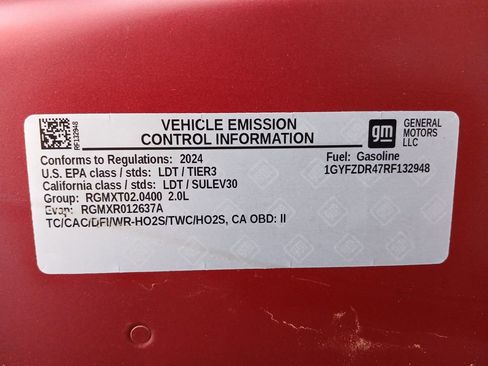 RF132948
VEHICLE EMISSION
CONTROL INFORMATION
gm
GENERAL
MOTORS
LLC
Conforms to Regulations: 2024
U.S. EPA class / stds: LDT / TIER3
California class / stds: LDT / SULEV30
Group: RGMXT02.0400 2.0L
Evap: RGMXR012637A
TC/CAC/DFI/WR-HO2S/TWC/HO2S, CA OBD: II
Fuel: Gasoline
1GYFZDR47RF132948